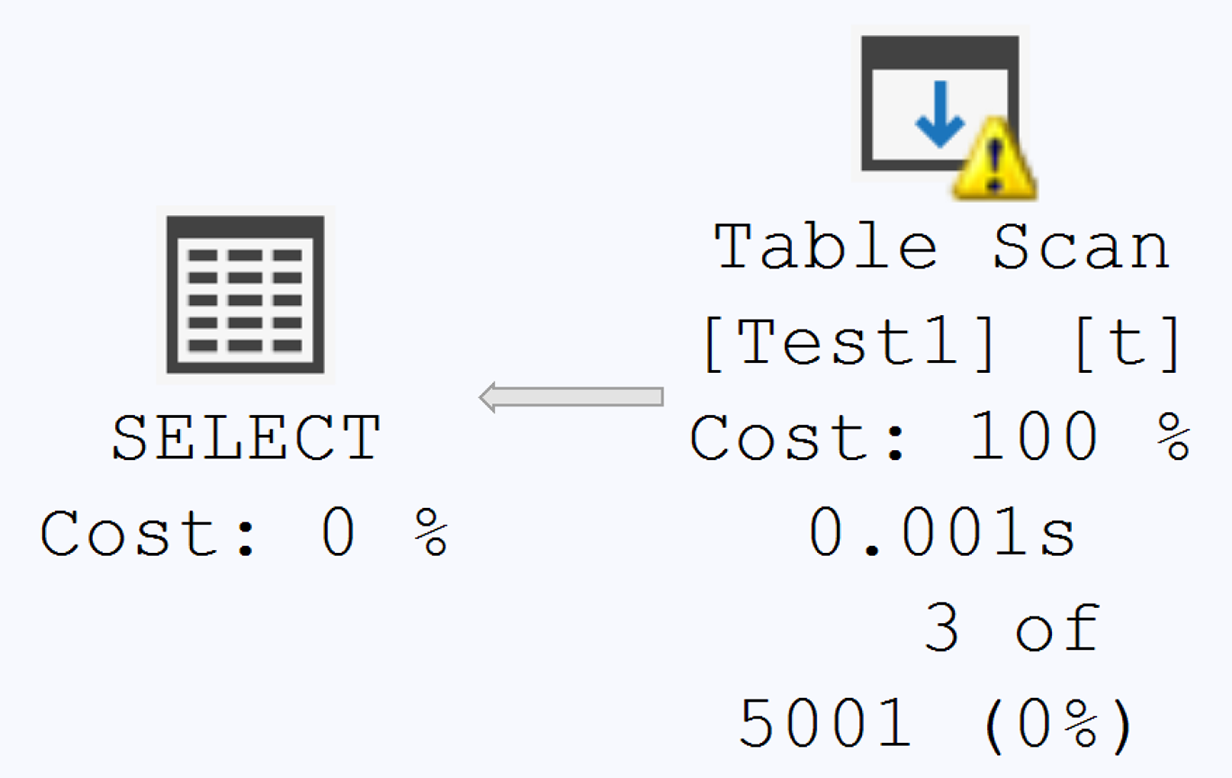 SELECT
Cost: 0 %
Table Scan
[Test1] [t]
Cost: 100 %
0.001s
3 of
5001 (0%)